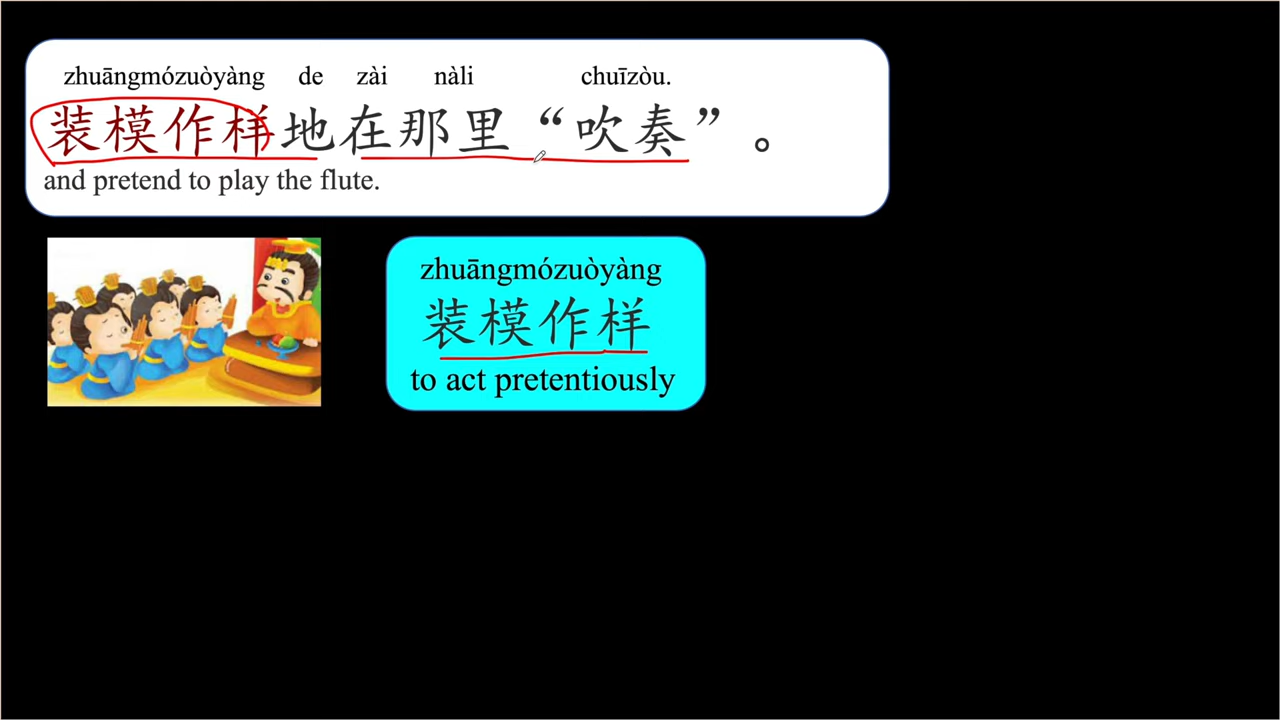 zhuāngmózuòyàng de zài nàli chuīzòu.
装模作样地在那里“吹奏”。
and pretend to play the flute.
zhuāngmózuòyàng
装模作样
to act pretentiously